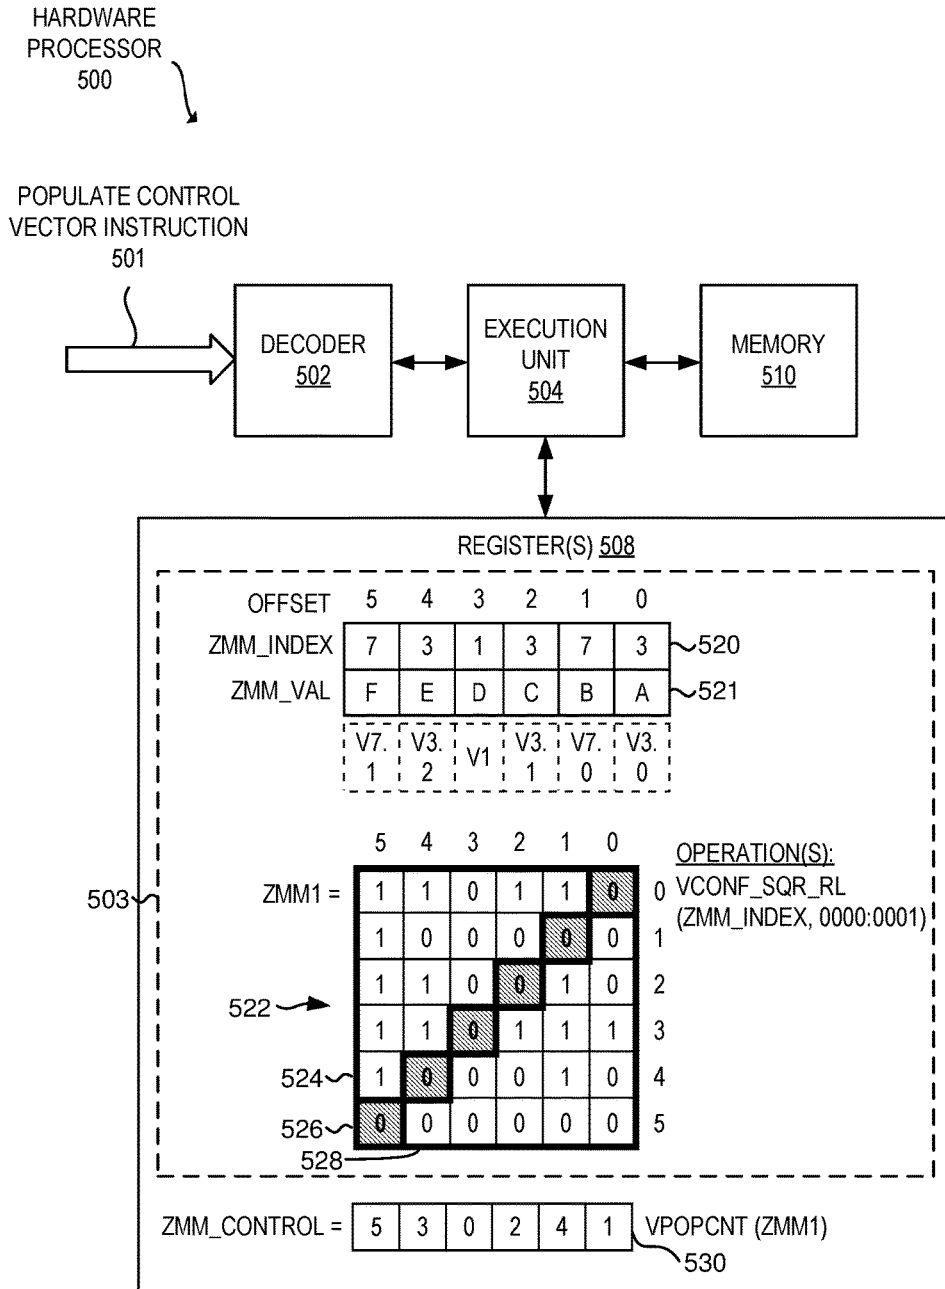 HARDWARE
PROCESSOR
500
POPULATE CONTROL
VECTOR INSTRUCTION
501
DECODER
502
EXECUTION
UNIT
504
MEMORY
510
REGISTER(S) 508
OFFSET 5 4 3 2 1 0
ZMM_INDEX 7 3 1 3 7 3 520
ZMM_VAL F E D C B A 521
V7. V3. V1 V3. V7. V3.
1 2 1 0 0
5 4 3 2 1 0
OPERATION(S):
ZMM1 = 1 1 0 1 1 0 0 VCONF_SQR_RL
503
(ZMM_INDEX, 0000:0001)
1 0 0 0 0 0 1
1 1 0 0 1 0 2
522
1 1 0 1 1 1 3
524 1 0 0 0 1 0 4
526 0 0 0 0 0 0 5
528
ZMM_CONTROL = 5 3 0 2 4 1 VPOPCNT (ZMM1)
530